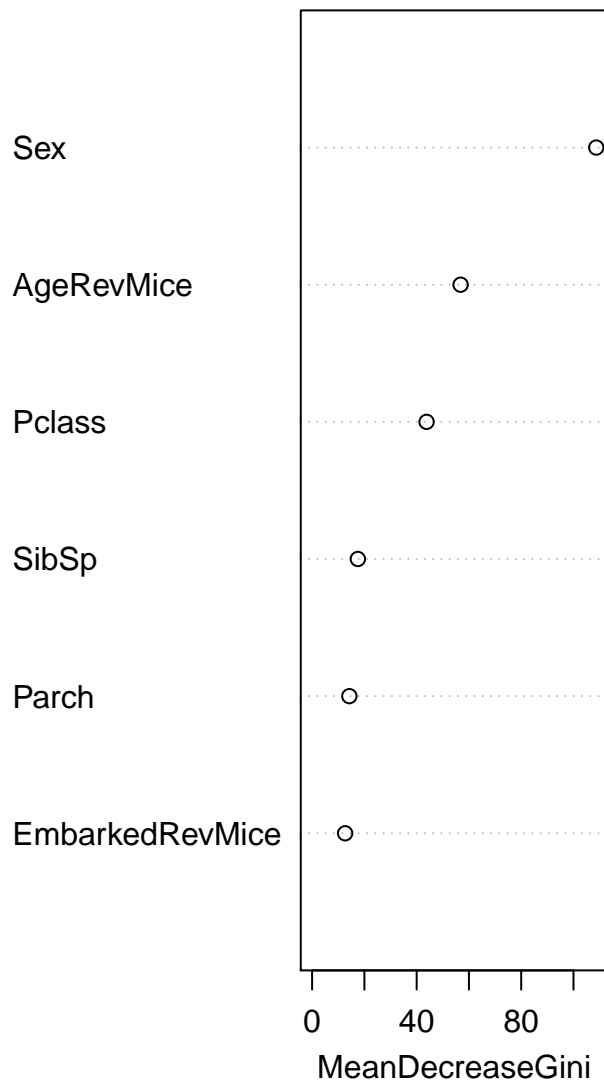 Sex
AgeRevMice
Pclass
SibSp
Parch
EmbarkedRevMice
0 40 80
MeanDecreaseGini